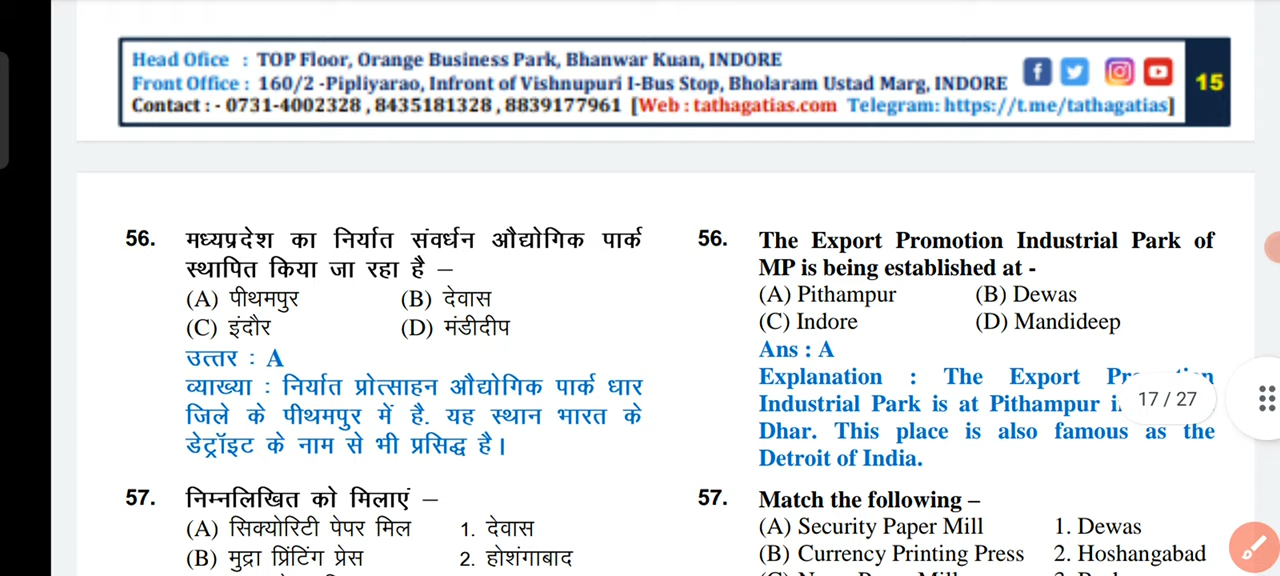 Head Ofice : TOP Floor, Orange Business Park, Bhanwar Kuan, INDORE
Front Office : 160/2 -Pipliyarao, Infront of Vishnupuri I-Bus Stop, Bholaram Ustad Marg, INDORE
Contact : - 0731-4002328 , 8435181328 , 8839177961 [Web : tathagatias.com Telegram: https://t.me/tathagatias]
15
56. मध्यप्रदेश का निर्यात संवर्धन औद्योगिक पार्क
स्थापित किया जा रहा है –
(A) पीथमपुर (B) देवास
(C) इंदौर (D) मंडीदीप
उत्तर : A
व्याख्या : निर्यात प्रोत्साहन औद्योगिक पार्क धार
जिले के पीथमपुर में है. यह स्थान भारत के
डेट्रॉइट के नाम से भी प्रसिद्ध है।
57. निम्नलिखित को मिलाएं –
(A) सिक्योरिटी पेपर मिल 1. देवास
(B) मुद्रा प्रिंटिंग प्रेस 2. होशंगाबाद
56. The Export Promotion Industrial Park of
MP is being established at -
(A) Pithampur (B) Dewas
(C) Indore (D) Mandideep
Ans : A
Explanation : The Export
Industrial Park is at Pithampur
Dhar. This place is also famous as the
Detroit of India.
17 / 27
57. Match the following –
(A) Security Paper Mill 1. Dewas
(B) Currency Printing Press 2. Hoshangabad